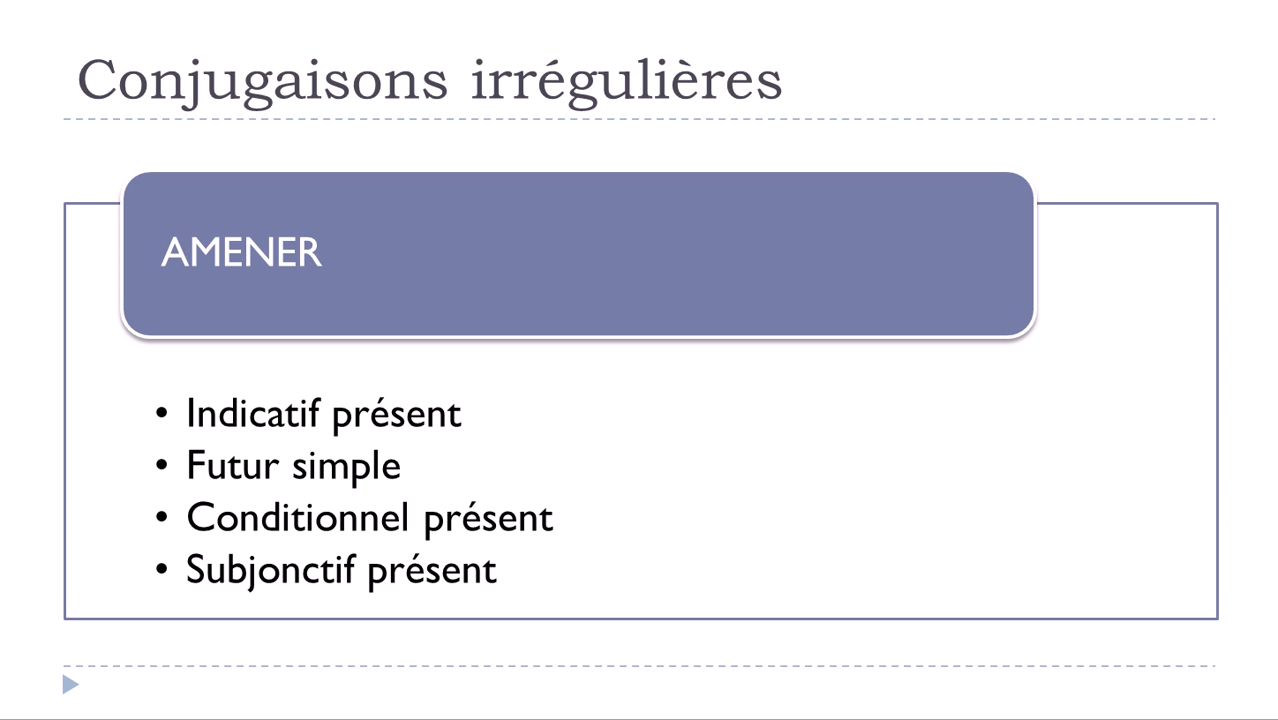 Conjugaisons irrégulières
AMENER
• Indicatif présent
• Futur simple
• Conditionnel présent
• Subjonctif présent